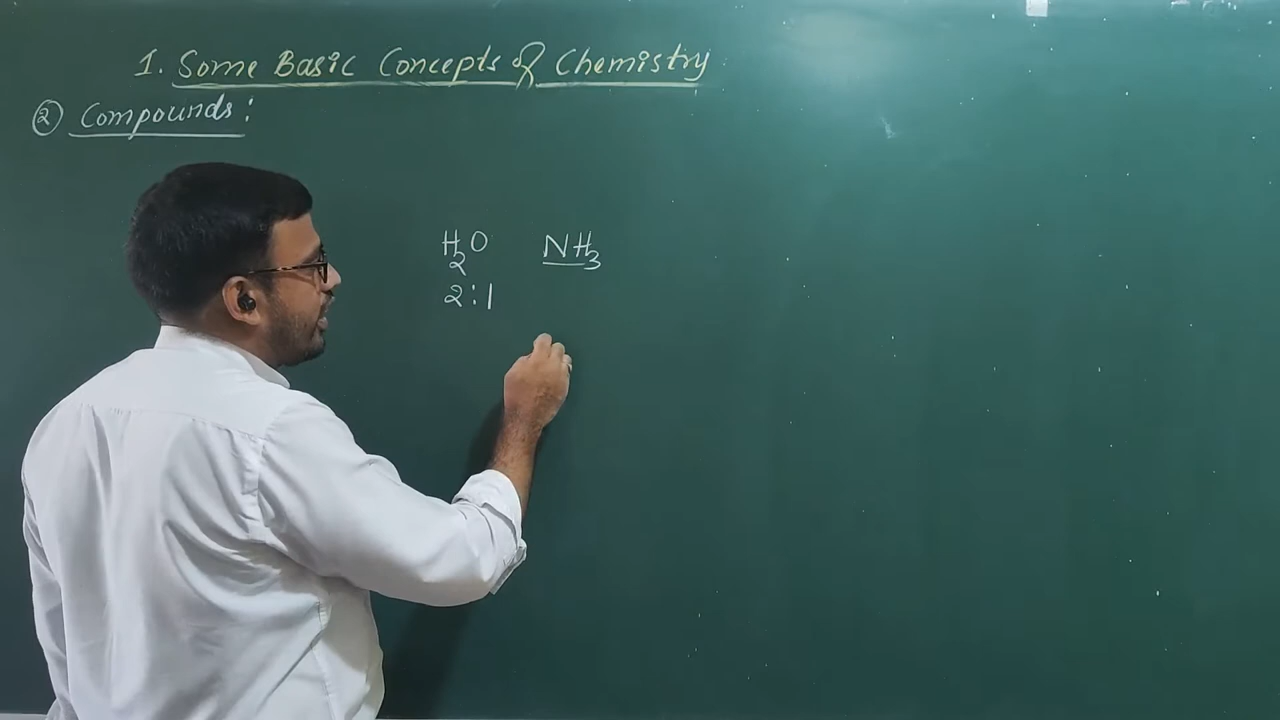 1. Some Basic Concepts of Chemistry
② Compounds:
H₂O NH₃
2:1